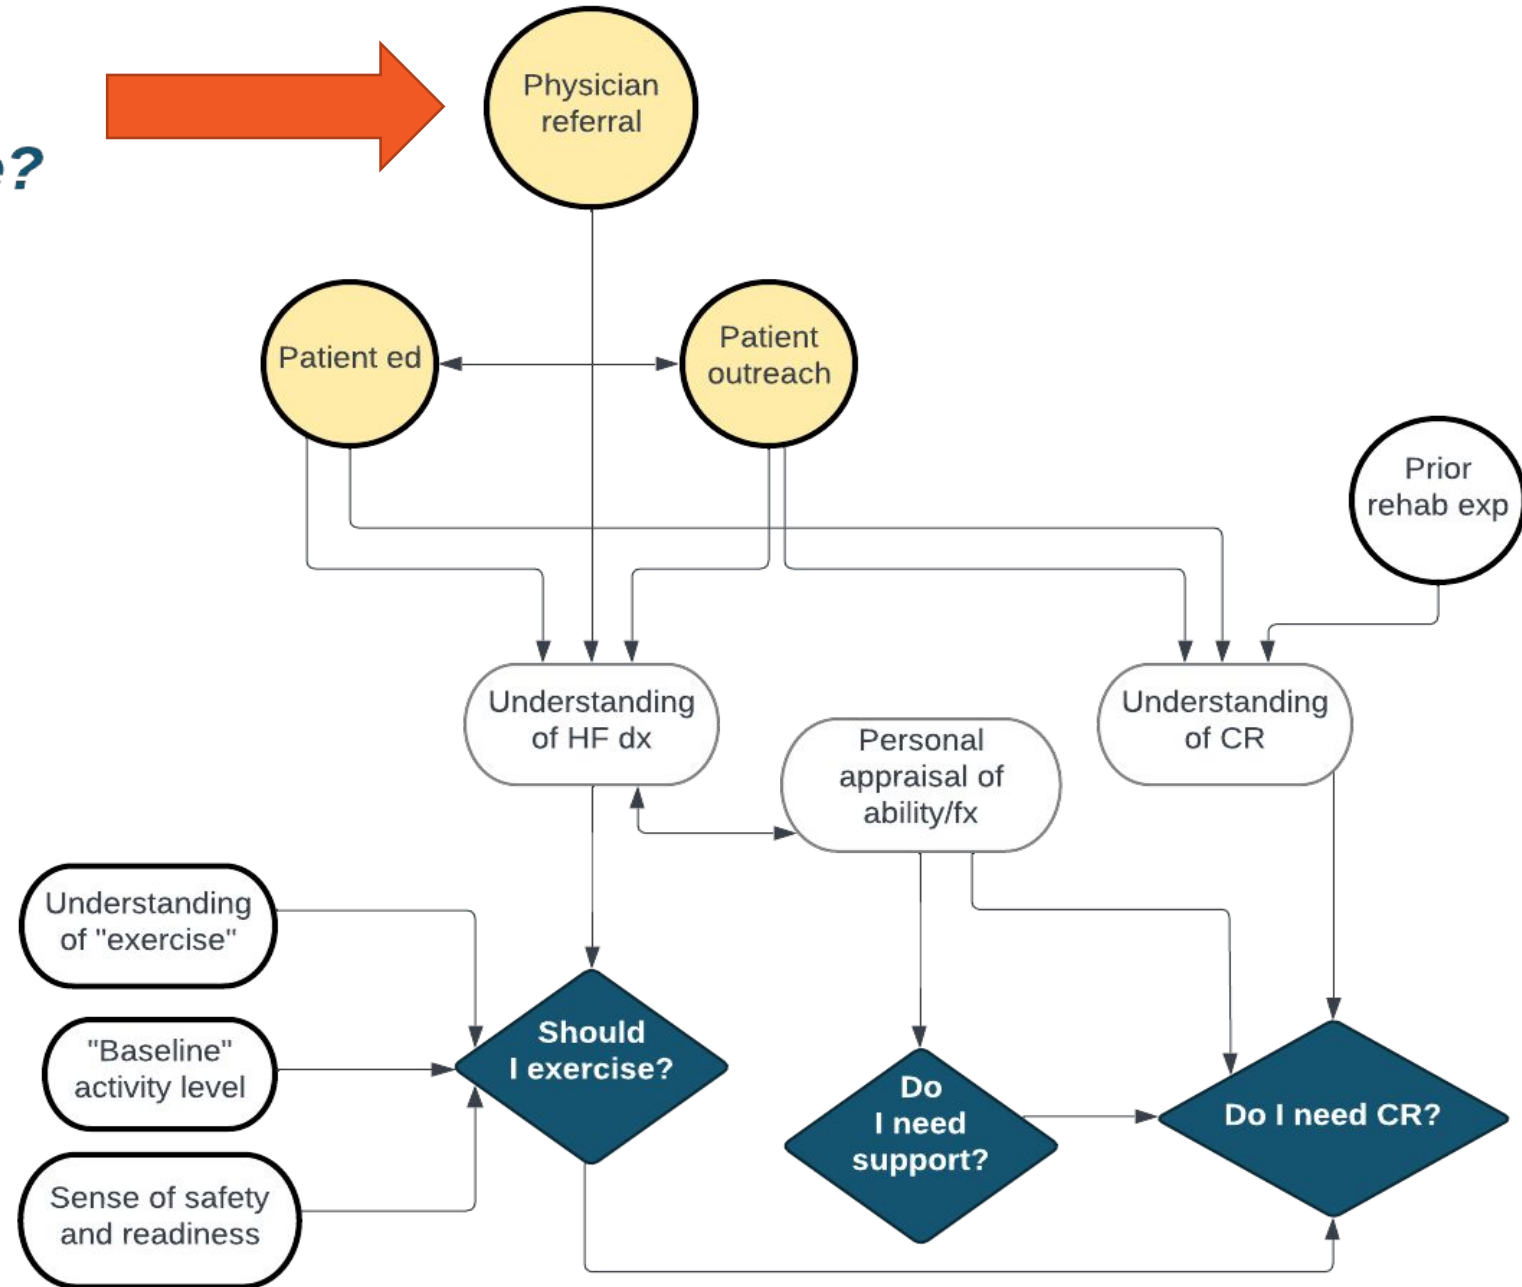 Physician
referral
e?
Patient ed
Patient
outreach
Prior
rehab exp
Understanding
of HF dx
Personal
appraisal of
ability/fx
Understanding
of CR
Understanding
of "exercise"
"Baseline"
activity level
Sense of safety
and readiness
Should
I exercise?
Do
I need
support?
Do I need CR?